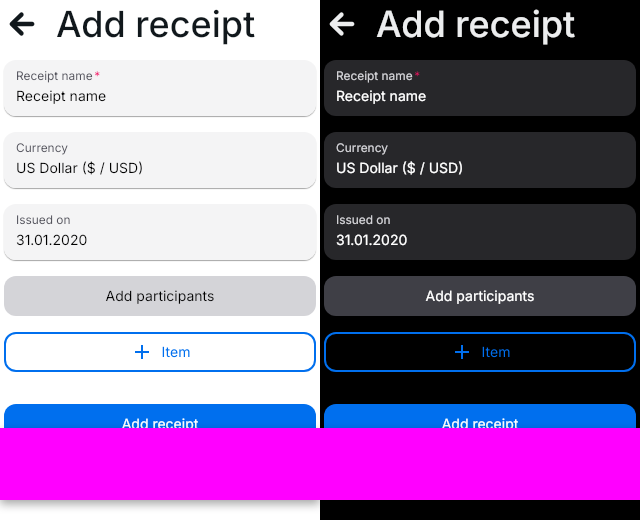 Add receipt
Receipt name*
Receipt name
Currency
US Dollar ($ / USD)
Issued on
31.01.2020
Add participants
+ Item
Add receipt
Add receipt
Receipt name*
Receipt name
Currency
US Dollar ($ / USD)
Issued on
31.01.2020
Add participants
+ Item
Add receipt